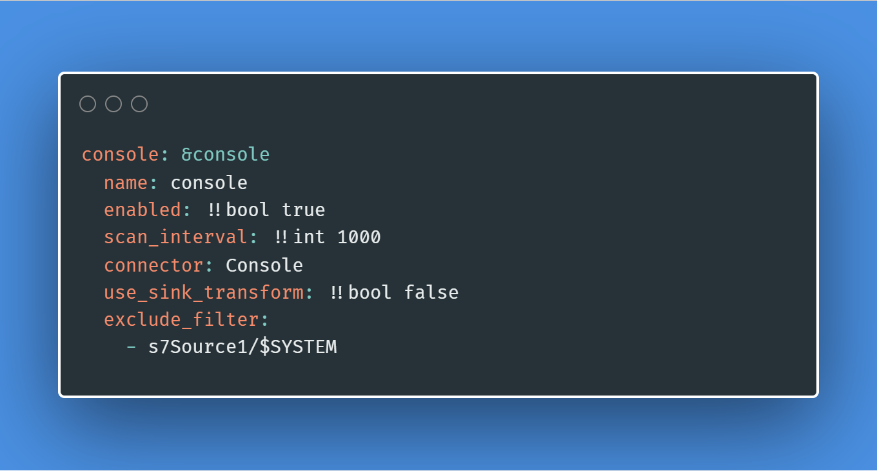 console: &console
  name: console
  enabled: !!bool true
  scan_interval: !!int 1000
  connector: Console
  use_sink_transform: !!bool false
  exclude_filter:
    - s7Source1/$SYSTEM